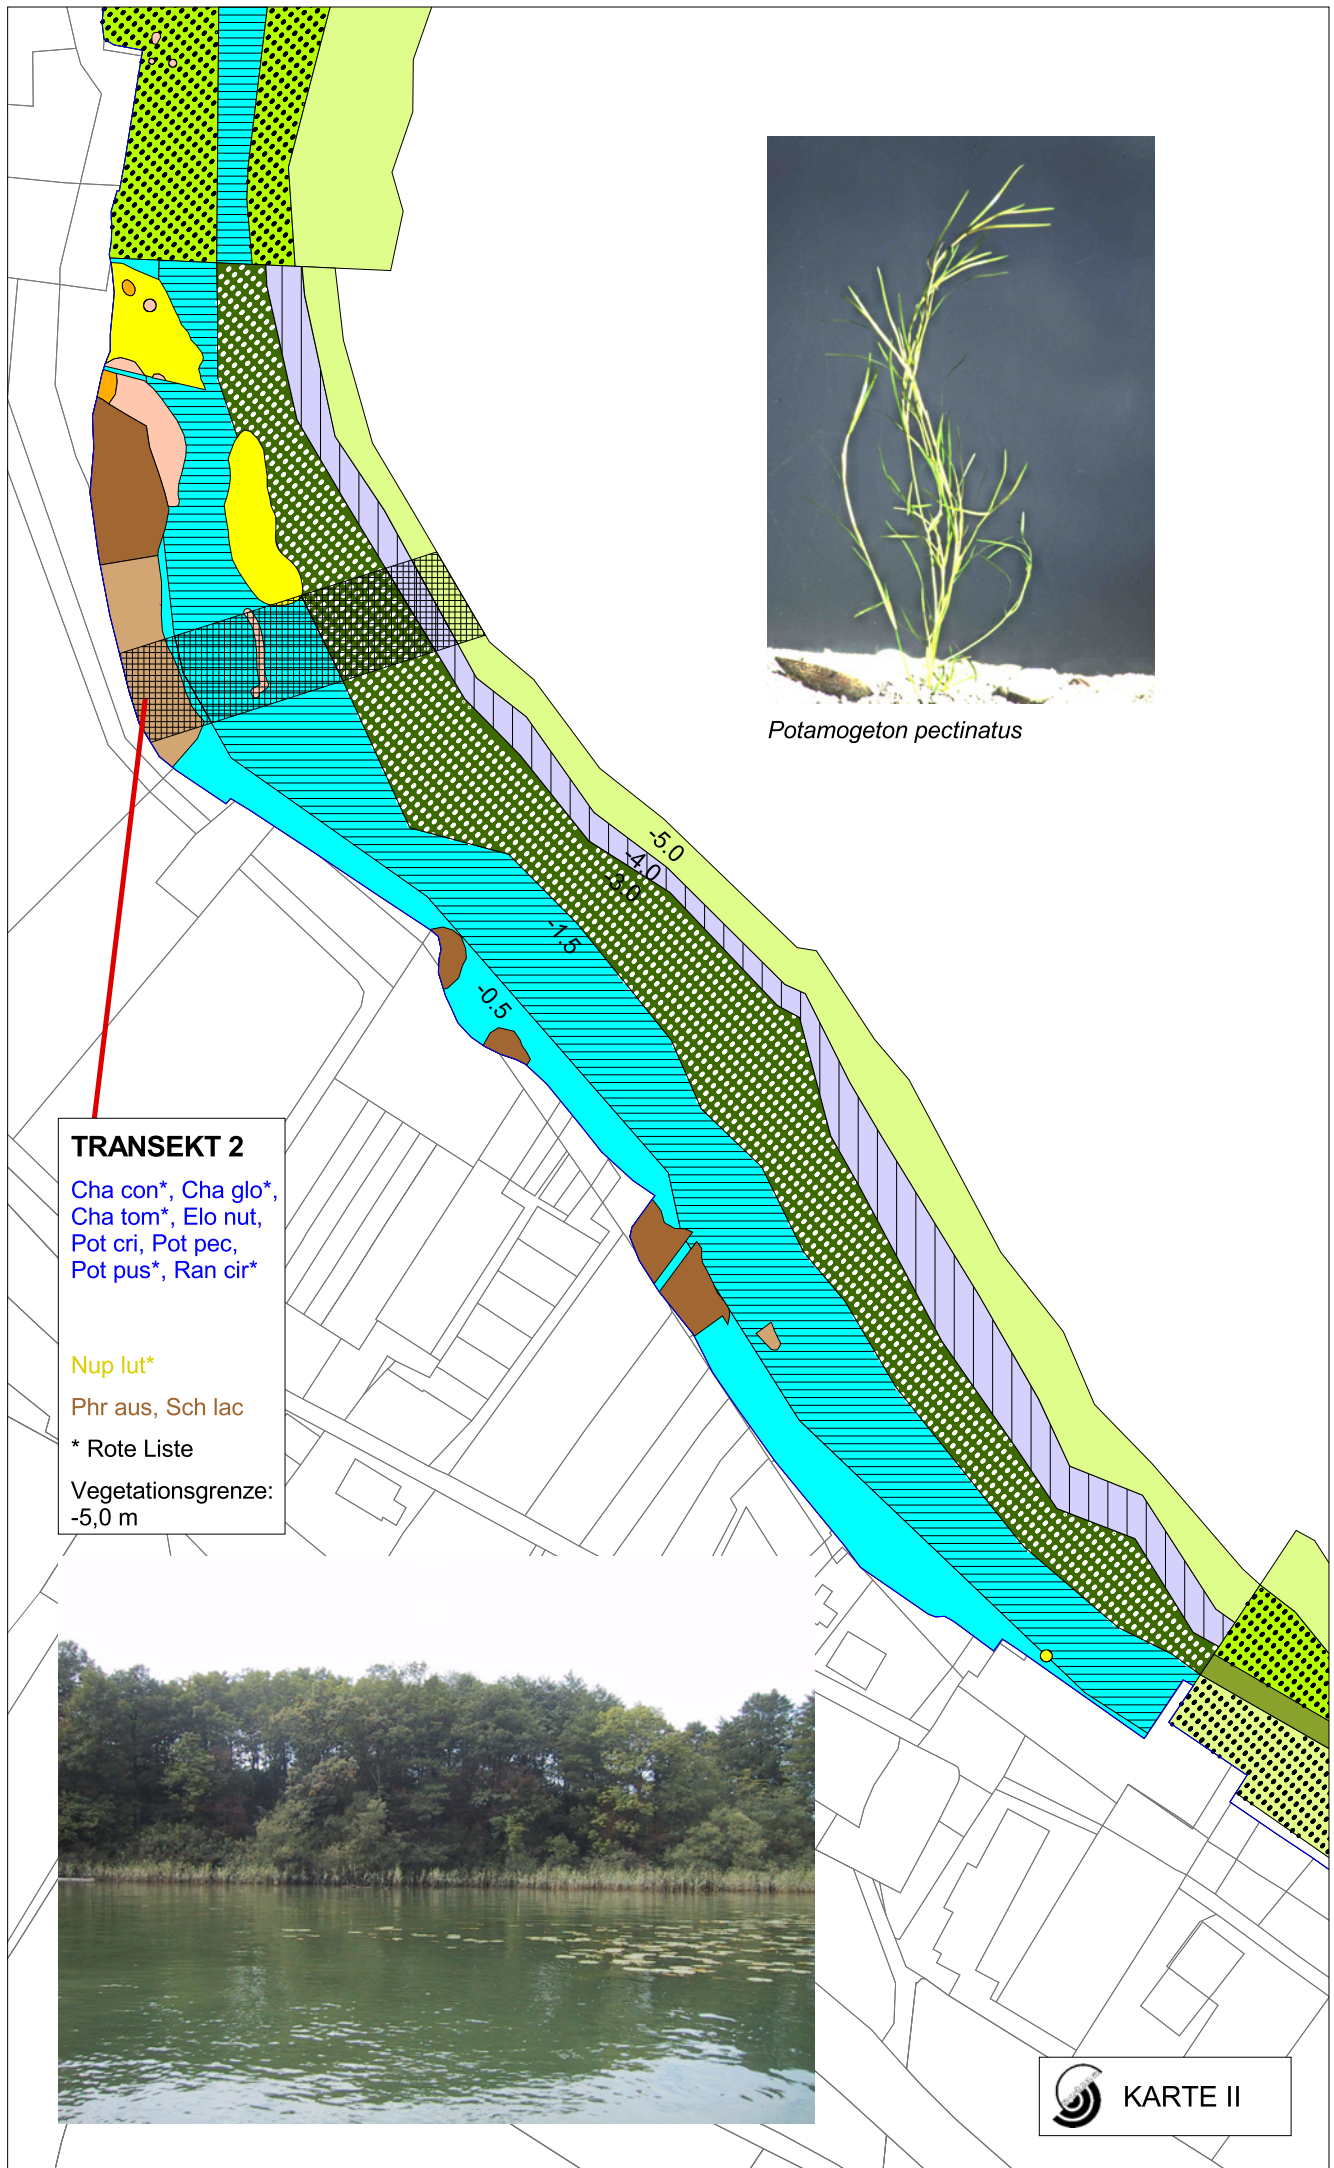 Potamogeton pectinatus
-5.0
-4.0
-3.0
-1.5
-0.5
TRANSEKT 2
Cha con*, Cha glo*,
Cha tom*, Elo nut,
Pot cri, Pot pec,
Pot pus*, Ran cir*
Nup lut*
Phr aus, Sch lac
* Rote Liste
Vegetationsgrenze:
-5,0 m
KARTE II